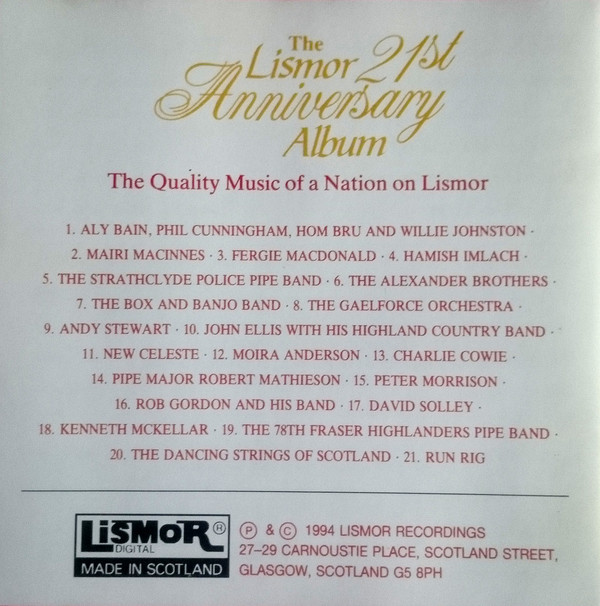 The
Lismor 21st
Anniversary
Album
The Quality Music of a Nation on Lismor
1. ALY BAIN, PHIL CUNNINGHAM, HOM BRU AND WILLIE JOHNSTON ·
2. MAIRI MACINNES · 3. FERGIE MACDONALD · 4. HAMISH IMLACH ·
5. THE STRATHCLYDE POLICE PIPE BAND · 6. THE ALEXANDER BROTHERS ·
7. THE BOX AND BANJO BAND · 8. THE GAELFORCE ORCHESTRA ·
9. ANDY STEWART · 10. JOHN ELLIS WITH HIS HIGHLAND COUNTRY BAND ·
11. NEW CELESTE · 12. MOIRA ANDERSON · 13. CHARLIE COWIE ·
14. PIPE MAJOR ROBERT MATHIESON · 15. PETER MORRISON ·
16. ROB GORDON AND HIS BAND · 17. DAVID SOLLEY ·
18. KENNETH MCKELLAR · 19. THE 78TH FRASER HIGHLANDERS PIPE BAND ·
20. THE DANCING STRINGS OF SCOTLAND · 21. RUN RIG
LISMOR ®
DIGITAL
MADE IN SCOTLAND
℗ & © 1994 LISMOR RECORDINGS
27–29 CARNOUSTIE PLACE, SCOTLAND STREET,
GLASGOW, SCOTLAND G5 8PH